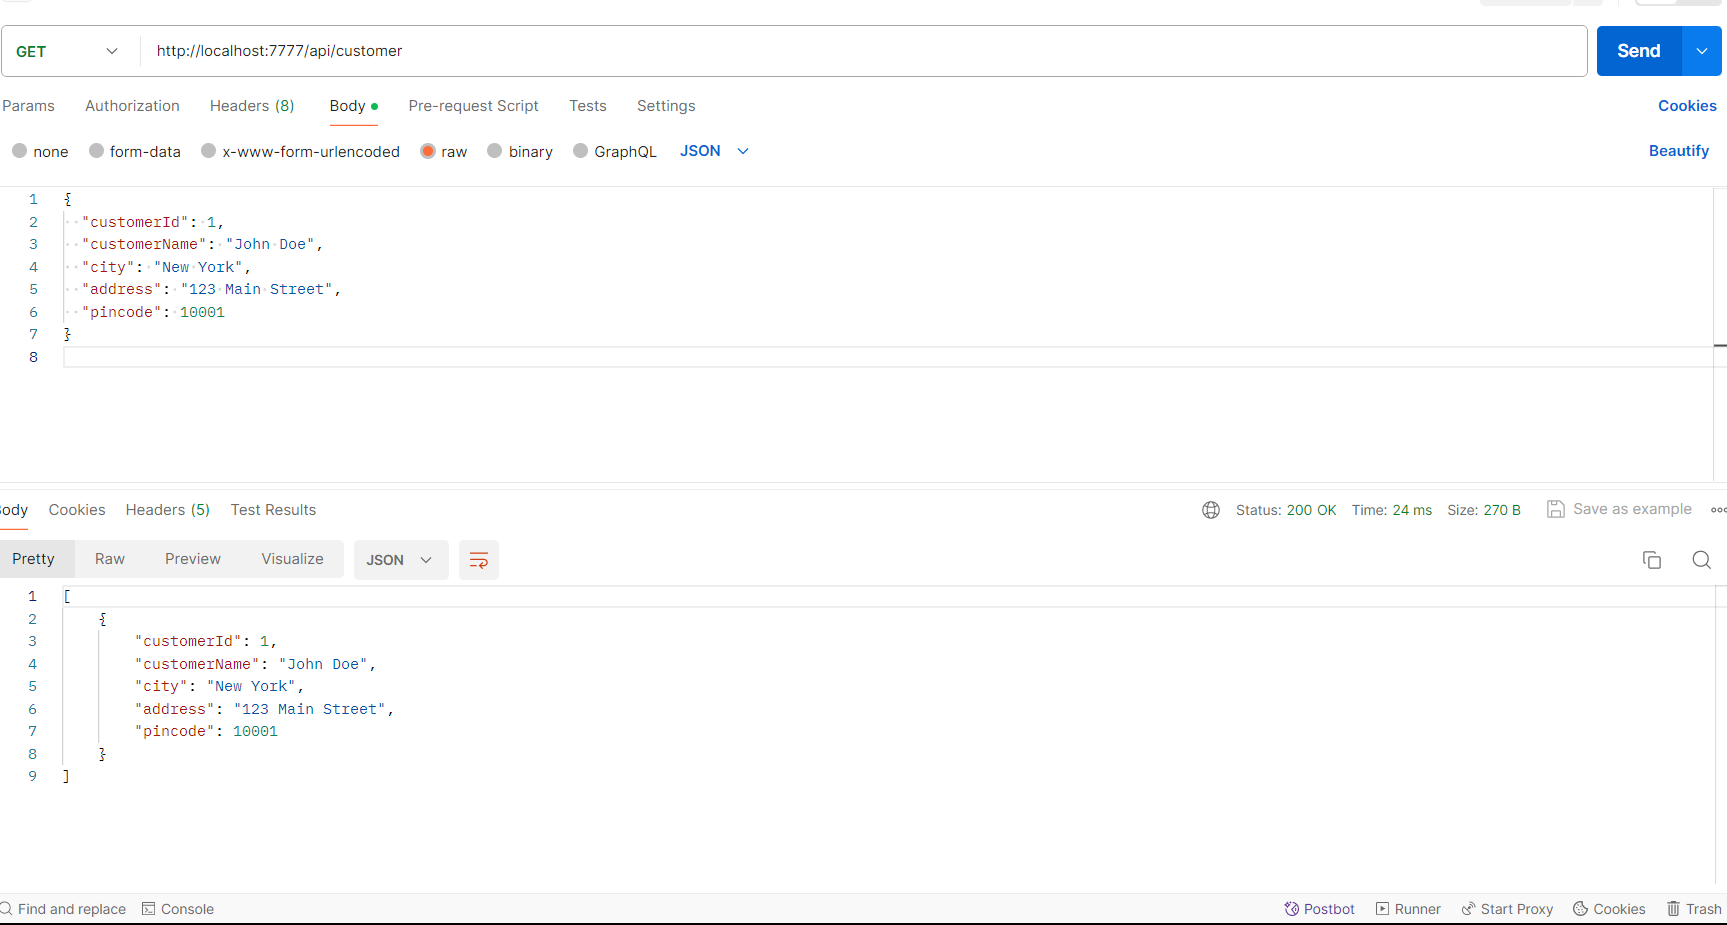 GET http://localhost:7777/api/customer Send
Params Authorization Headers (8) Body Pre-request Script Tests Settings Cookies
none form-data x-www-form-urlencoded raw binary GraphQL JSON Beautify
1 {
2 "customerId": 1,
3 "customerName": "John Doe",
4 "city": "New York",
5 "address": "123 Main Street",
6 "pincode": 10001
7 }
8
ody Cookies Headers (5) Test Results Status: 200 OK Time: 24 ms Size: 270 B Save as example
Pretty Raw Preview Visualize JSON
1 [
2 {
3 "customerId": 1,
4 "customerName": "John Doe",
5 "city": "New York",
6 "address": "123 Main Street",
7 "pincode": 10001
8 }
9 ]
Find and replace Console Postbot Runner Start Proxy Cookies Trash